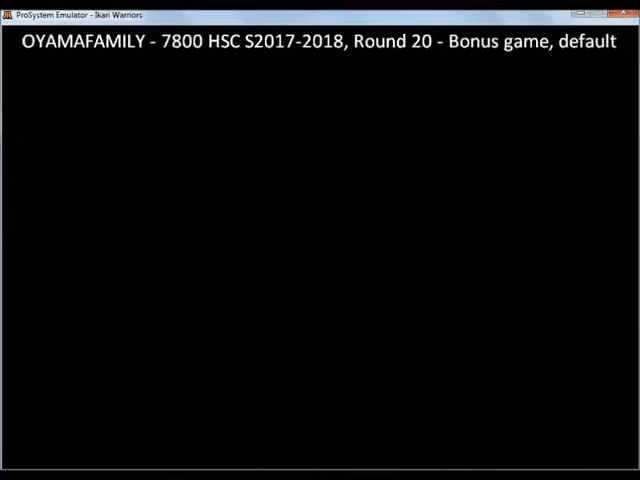 ProSystem Emulator - Ikari Warriors
OYAMAFAMILY - 7800 HSC S2017-2018, Round 20 - Bonus game, default